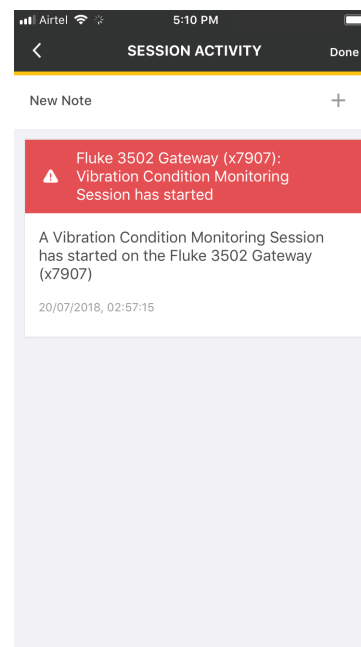 Airtel 5:10 PM
SESSION ACTIVITY Done
New Note +
Fluke 3502 Gateway (x7907):
Vibration Condition Monitoring
Session has started
A Vibration Condition Monitoring Session
has started on the Fluke 3502 Gateway
(x7907)
20/07/2018, 02:57:15